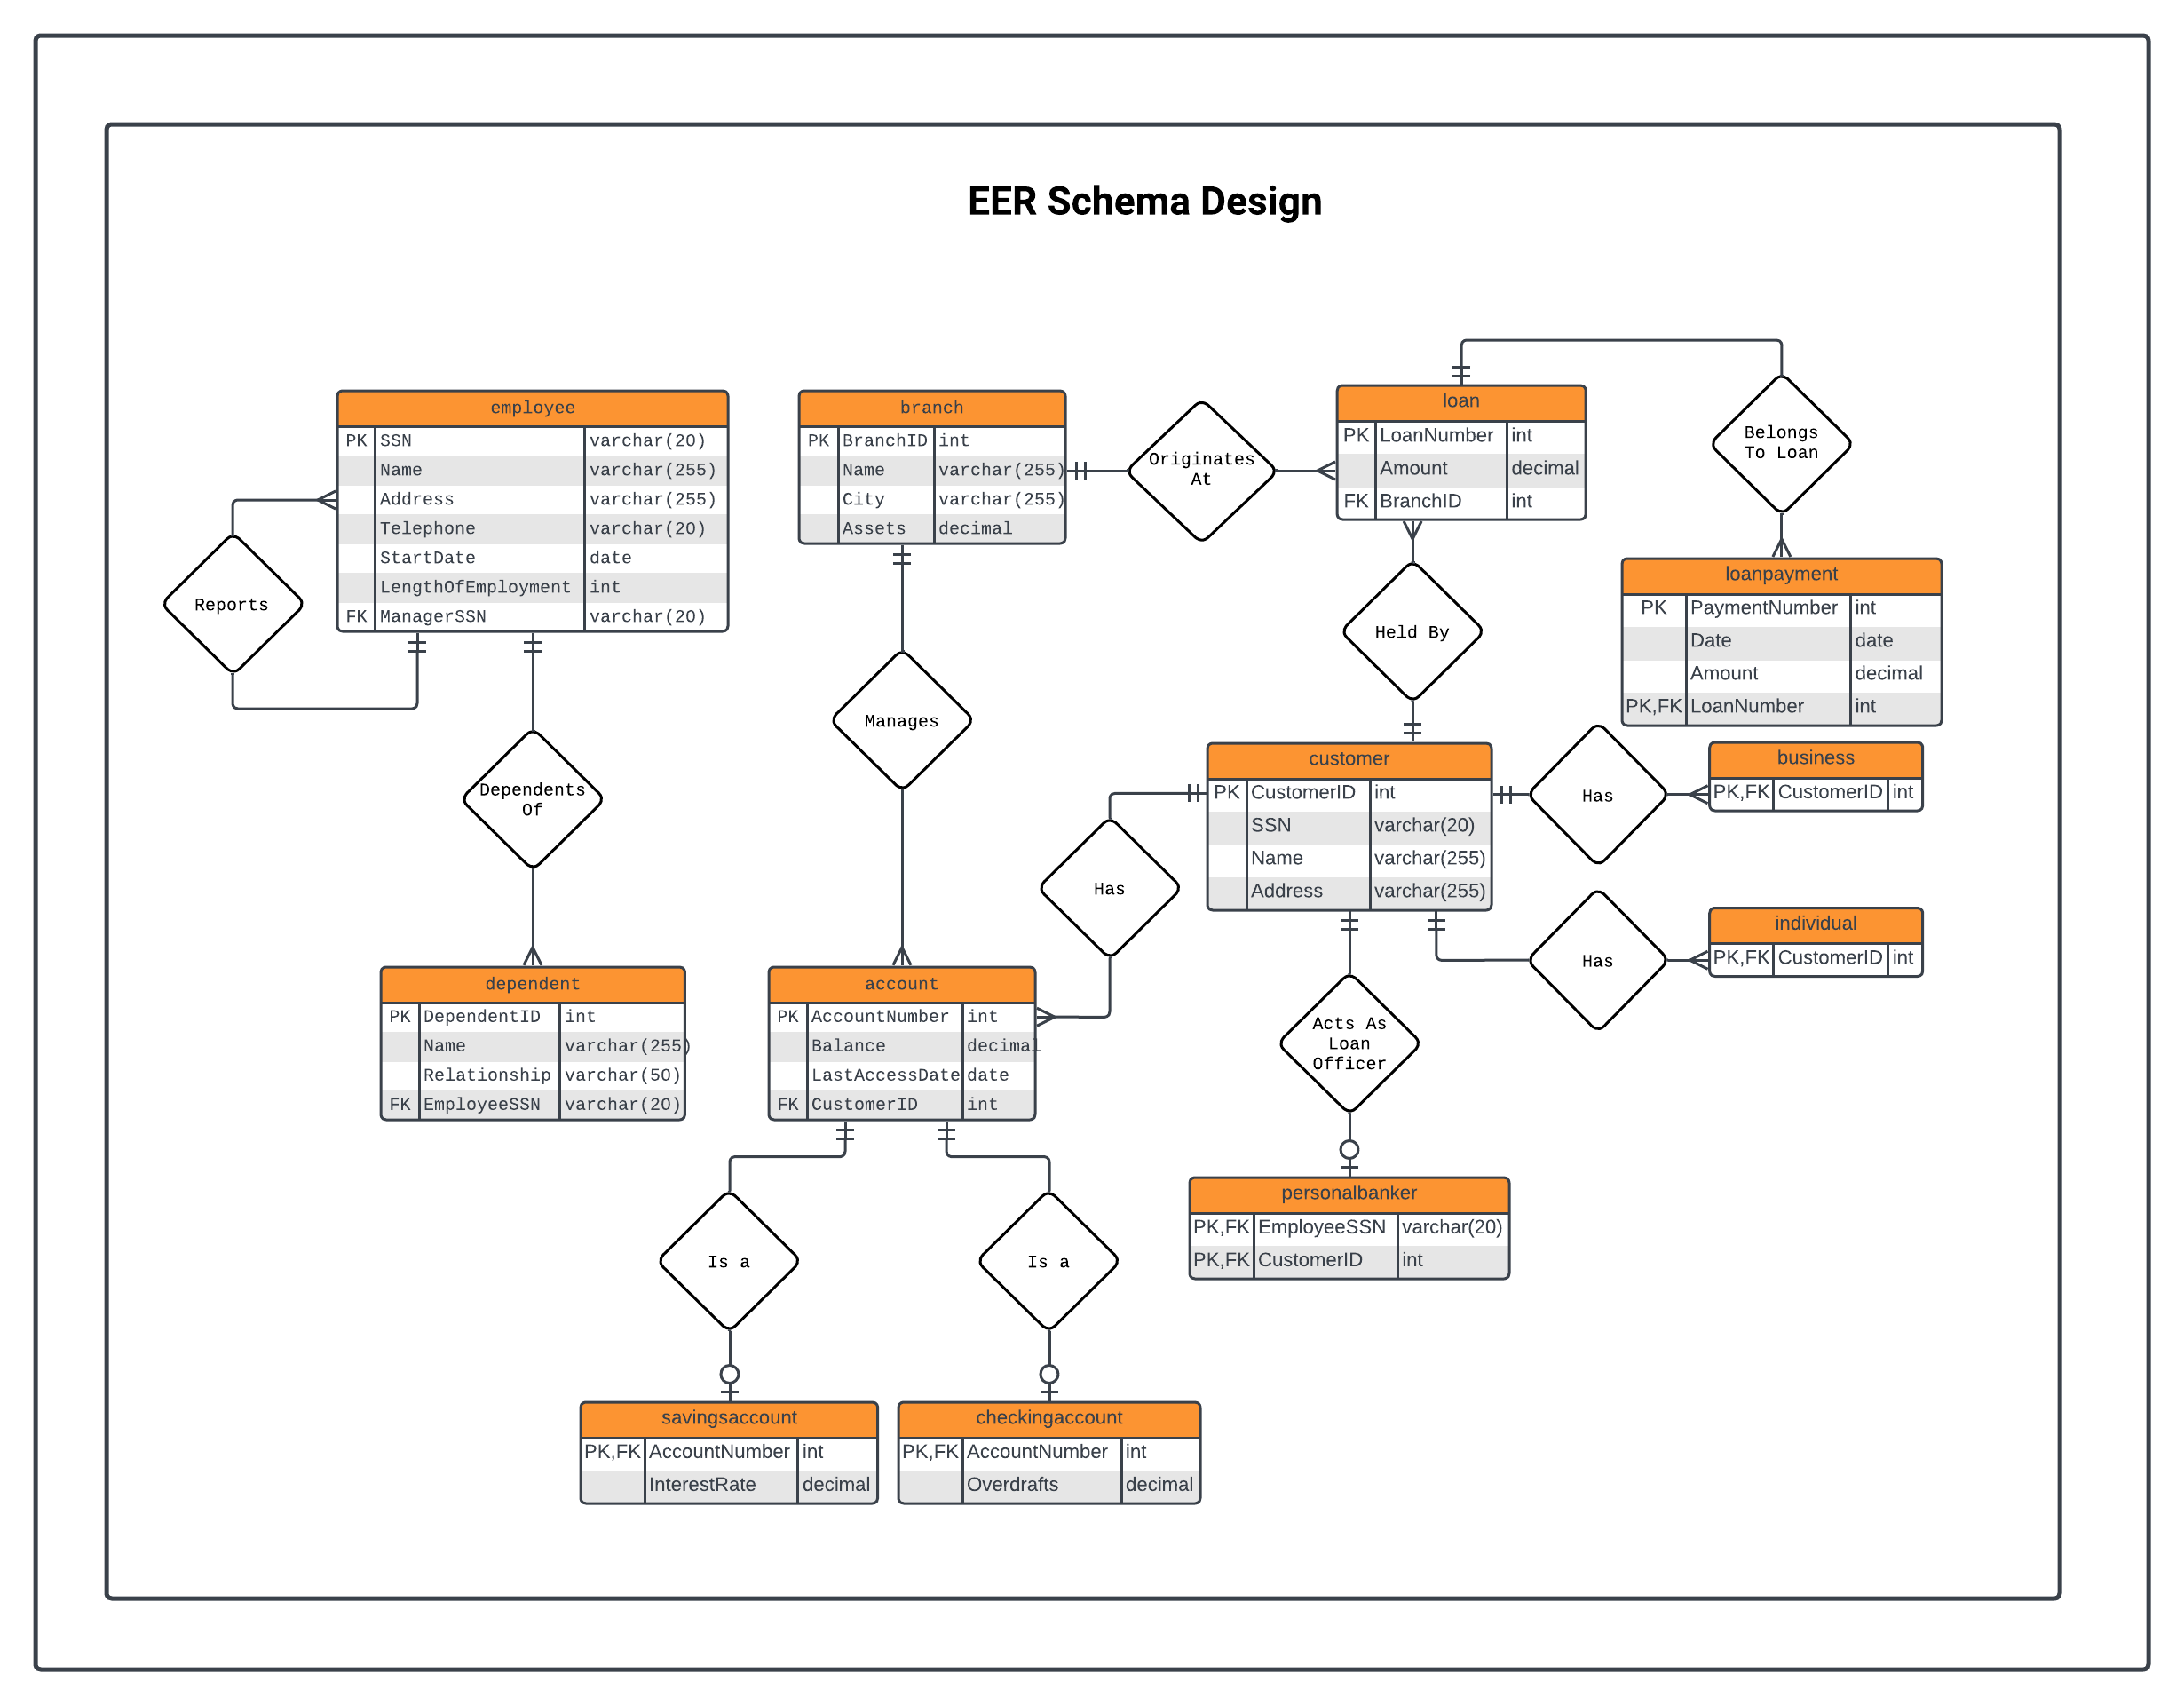 EER Schema Design
employee
PK SSN varchar(20)
Name varchar(255)
Address varchar(255)
Telephone varchar(20)
StartDate date
LengthOfEmployment int
FK ManagerSSN varchar(20)
Reports
Dependents
Of
dependent
PK DependentID int
Name varchar(255)
Relationship varchar(50)
FK EmployeeSSN varchar(20)
branch
PK BranchID int
Name varchar(255)
City varchar(255)
Assets decimal
Originates
At
Manages
loan
PK LoanNumber int
Amount decimal
FK BranchID int
Belongs
To Loan
loanpayment
PK PaymentNumber int
Date date
Amount decimal
PK,FK LoanNumber int
Held By
customer
PK CustomerID int
SSN varchar(20)
Name varchar(255)
Address varchar(255)
Has
business
PK,FK CustomerID int
Has
individual
PK,FK CustomerID int
Has
account
PK AccountNumber int
Balance decimal
LastAccessDate date
FK CustomerID int
Acts As
Loan
Officer
personalbanker
PK,FK EmployeeSSN varchar(20)
PK,FK CustomerID int
Is a
Is a
savingsaccount
PK,FK AccountNumber int
InterestRate decimal
checkingaccount
PK,FK AccountNumber int
Overdrafts decimal